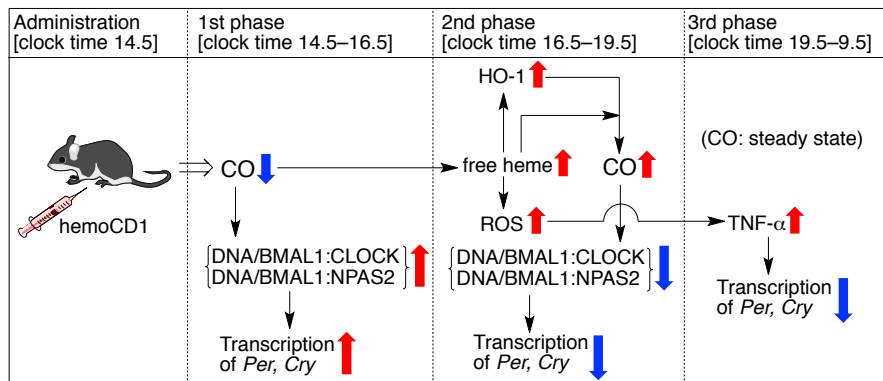 Administration
[clock time 14.5]
hemoCD1
1st phase
[clock time 14.5–16.5]
CO
DNA/BMAL1:CLOCK
DNA/BMAL1:NPAS2
Transcription
of Per, Cry
2nd phase
[clock time 16.5–19.5]
HO-1
free heme
CO
ROS
DNA/BMAL1:CLOCK
DNA/BMAL1:NPAS2
Transcription
of Per, Cry
3rd phase
[clock time 19.5–9.5]
(CO: steady state)
TNF-α
Transcription
of Per, Cry